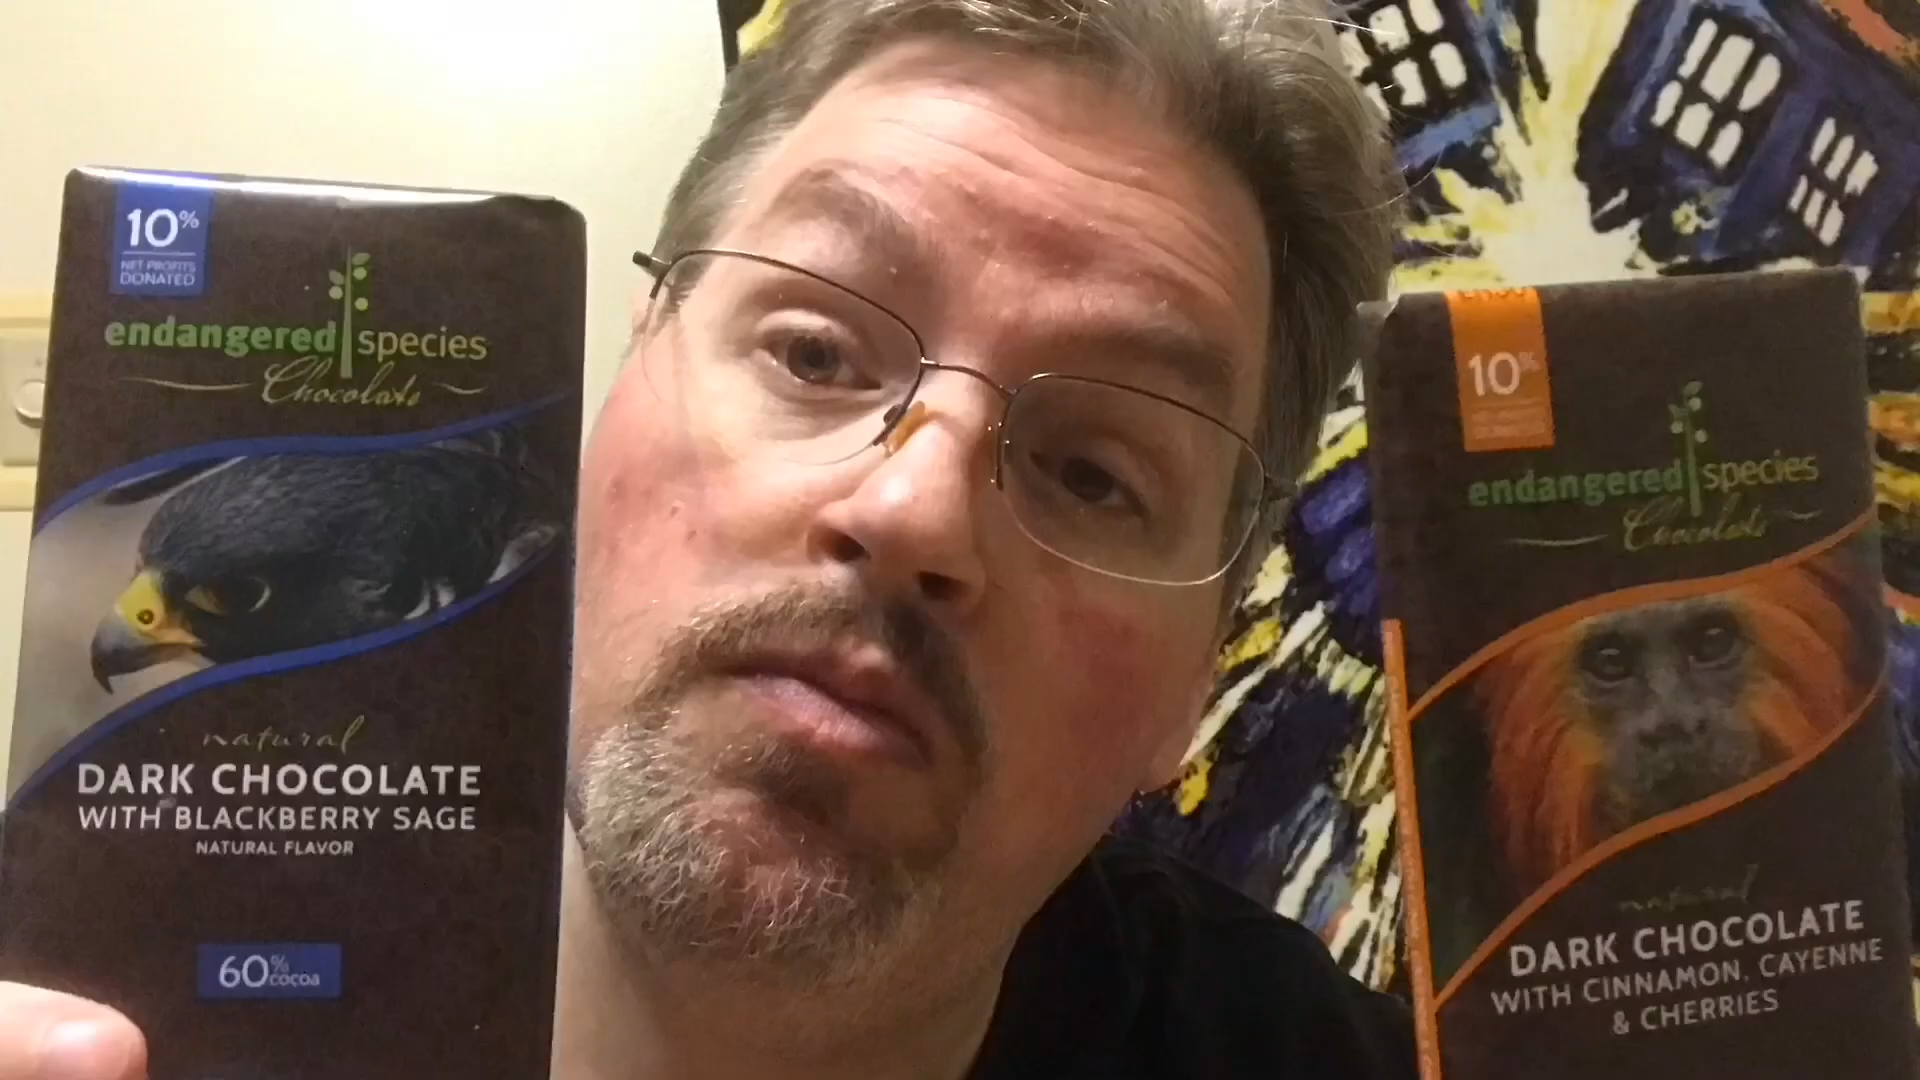 10%
NET PROFITS
DONATED
endangered species
Chocolate
natural
DARK CHOCOLATE
WITH BLACKBERRY SAGE
NATURAL FLAVOR
60% cocoa
10%
endangered species
Chocolate
natural
DARK CHOCOLATE
WITH CINNAMON, CAYENNE
& CHERRIES